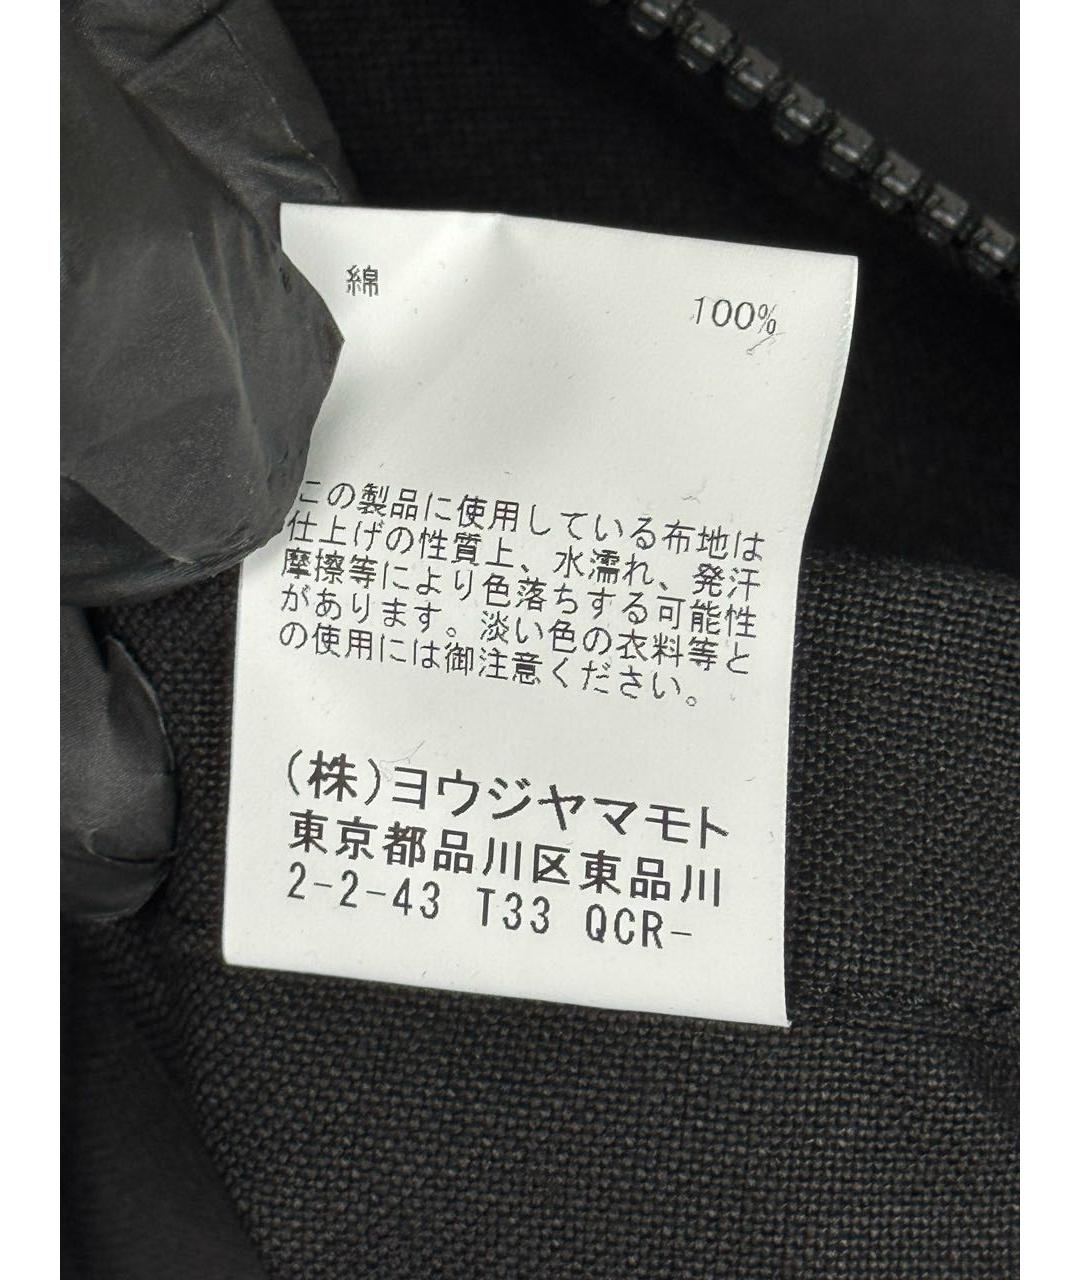 綿 100%
この製品に使用している布地は
仕上げの性質上、水濡れ、発汗
摩擦等により色落ちする可能性
があります。淡い色の衣料等と
の使用には御注意ください。
(株)ヨウジヤマモト
東京都品川区東品川
2-2-43 T33 QCR-